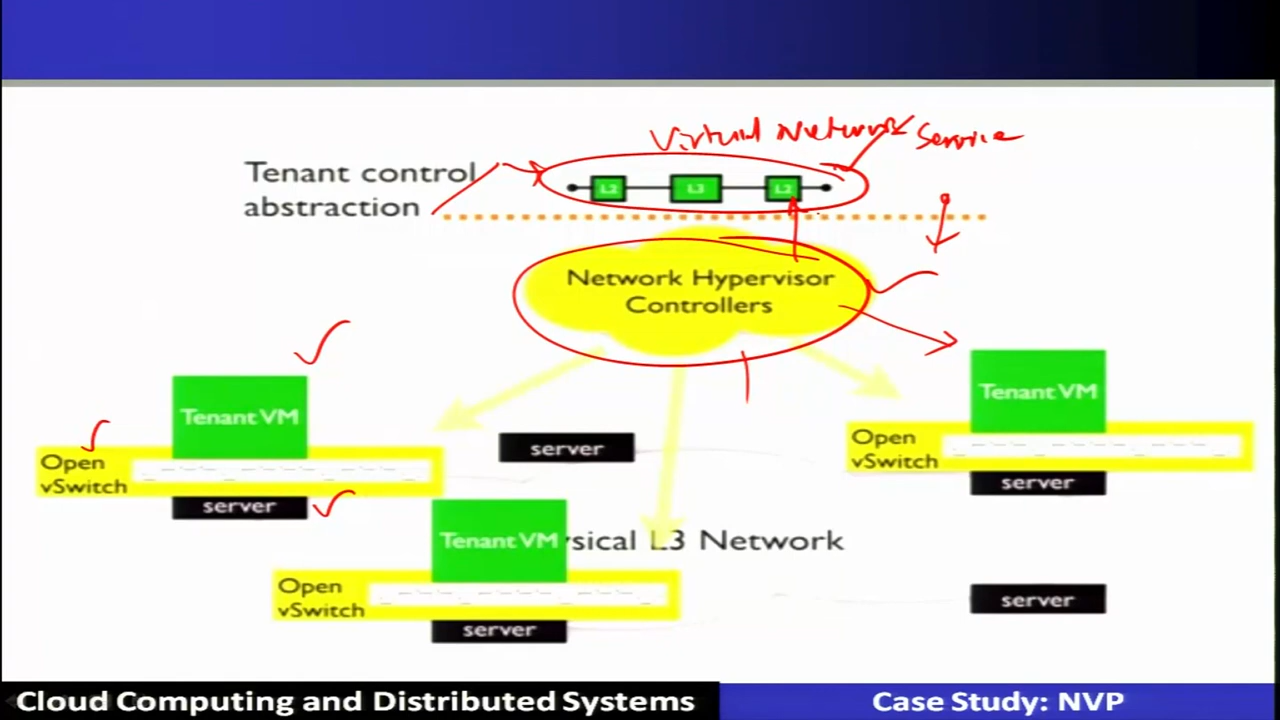 Virtual Network Service
Tenant control
abstraction
L2
L3
L2
Network Hypervisor
Controllers
Tenant VM
Open
vSwitch
server
server
Tenant VM
Open
vSwitch
server
Tenant VM
sical L3 Network
Open
vSwitch
server
server
Cloud Computing and Distributed Systems
Case Study: NVP